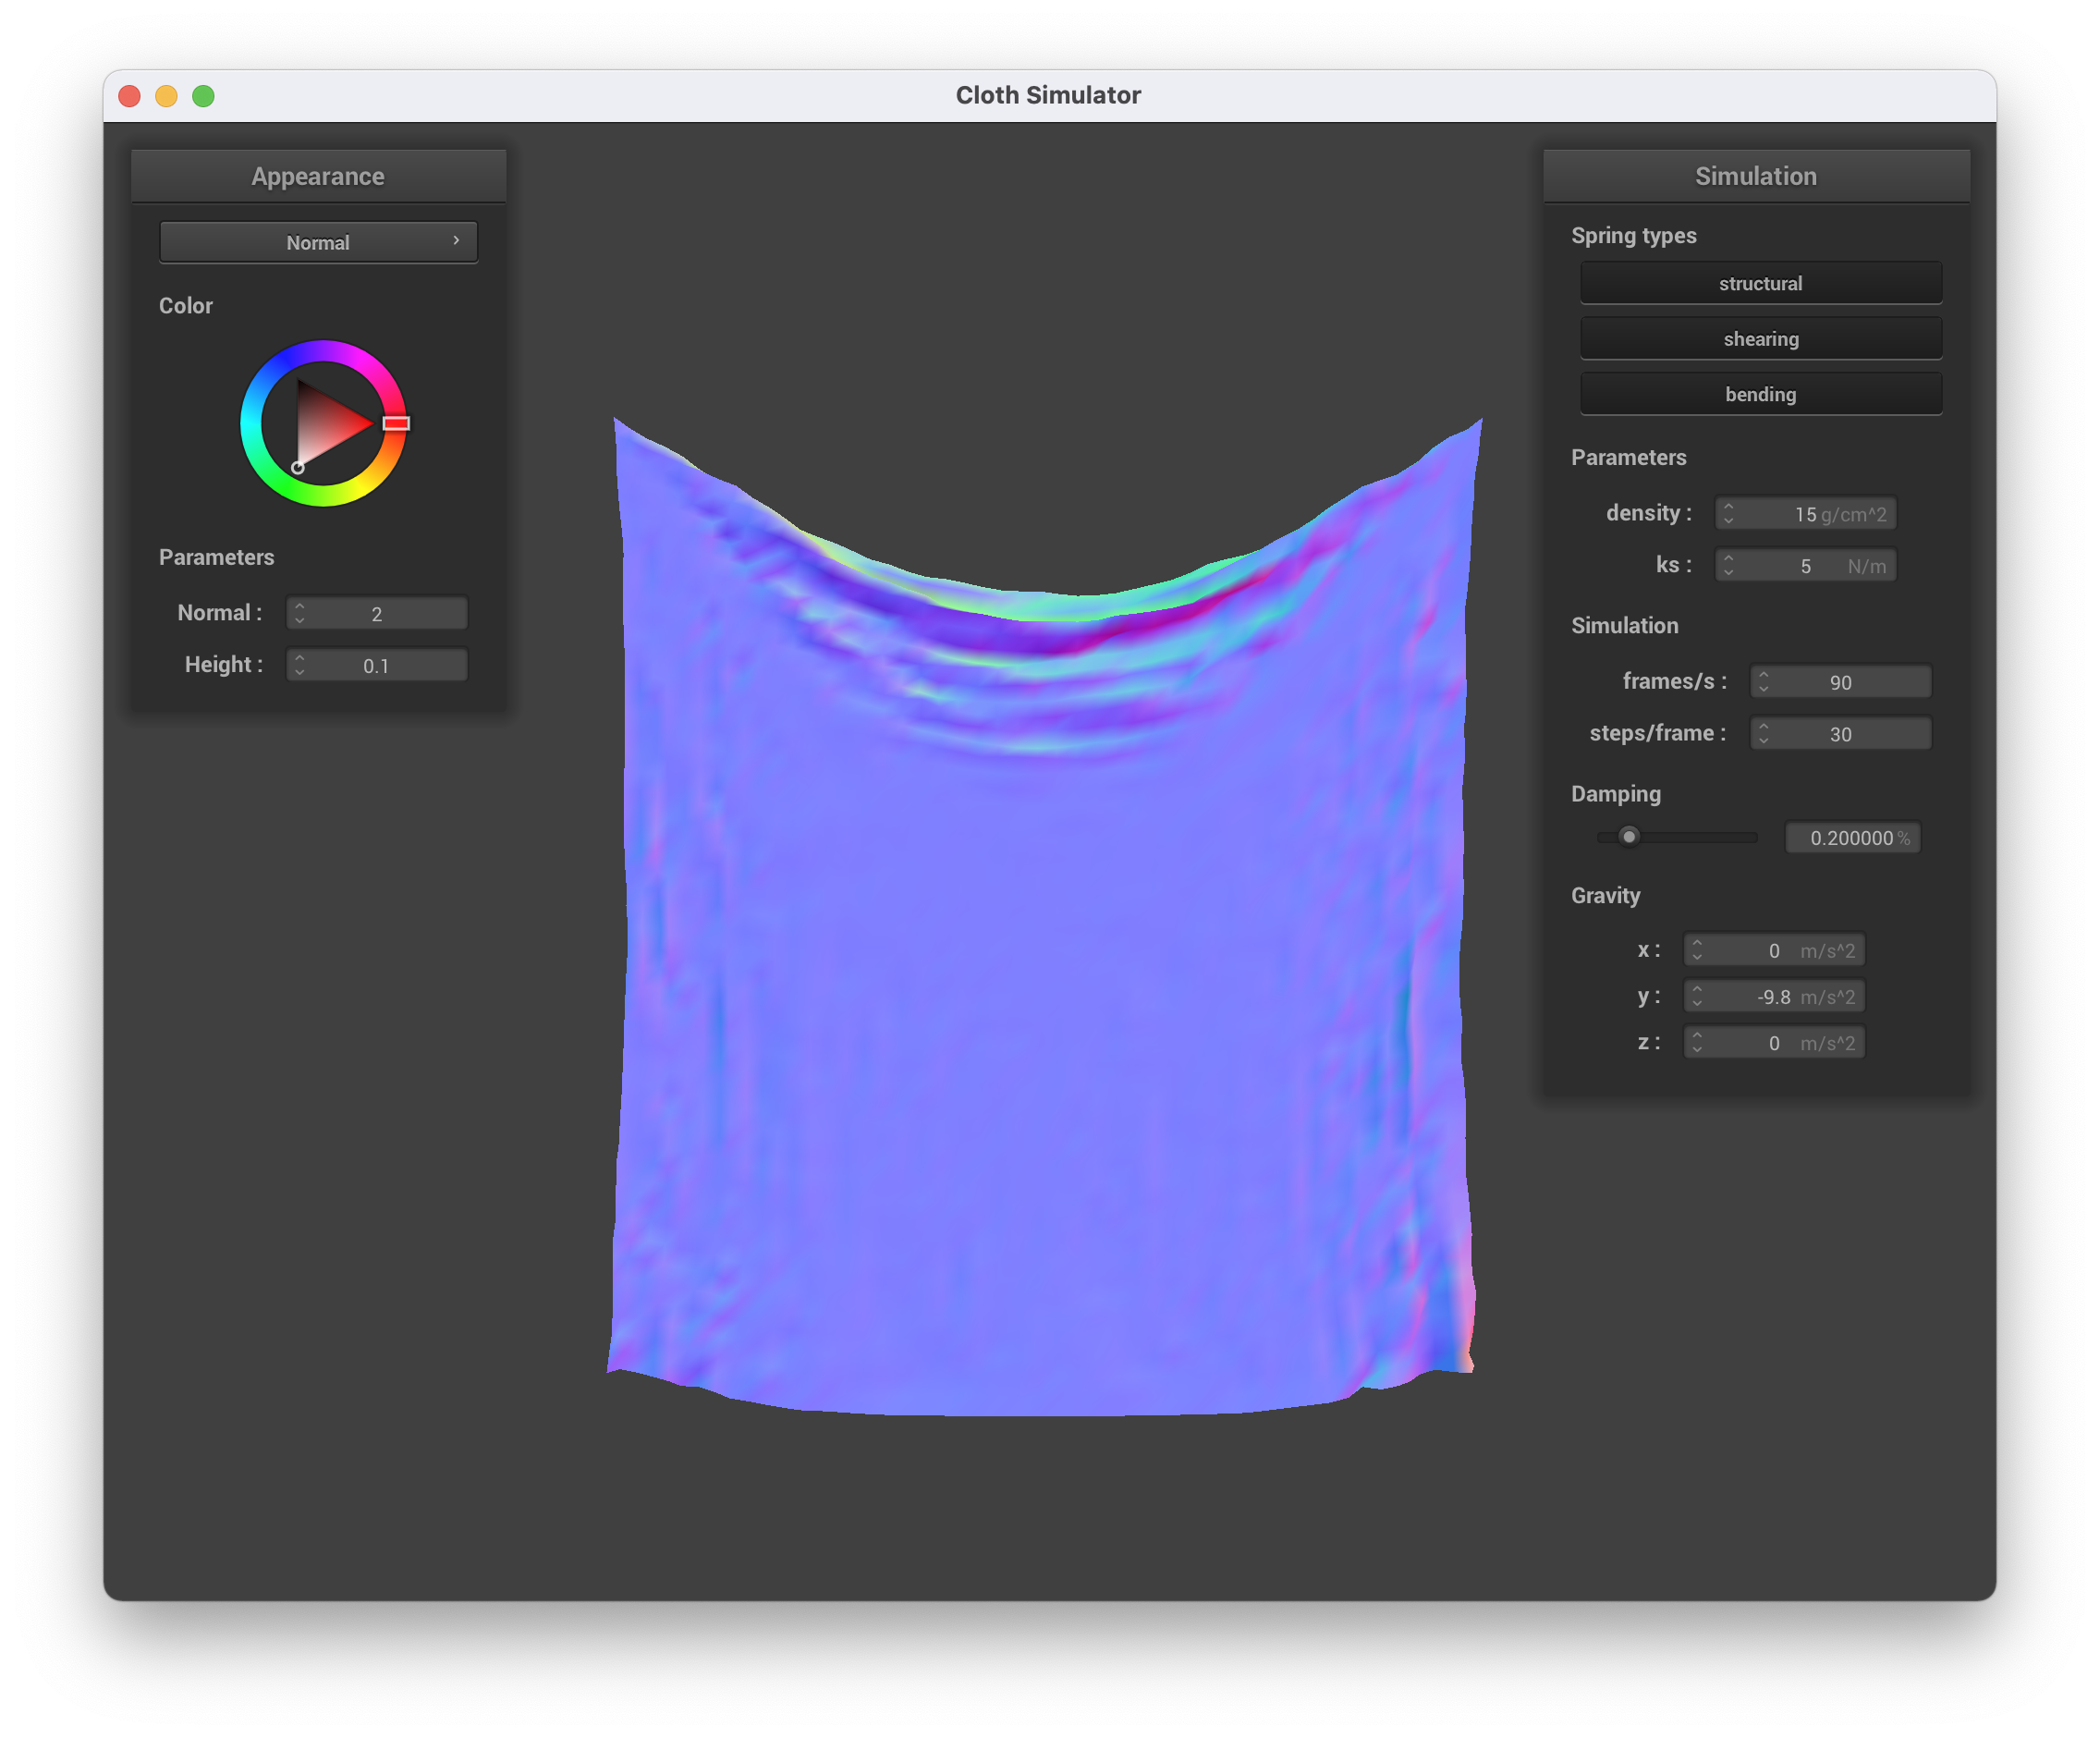 Cloth Simulator
Appearance
Normal
Color
Parameters
Normal : 2
Height : 0.1
Simulation
Spring types
structural
shearing
bending
Parameters
density : 15 g/cm^2
ks : 5 N/m
Simulation
frames/s : 90
steps/frame : 30
Damping
0.200000 %
Gravity
x : 0 m/s^2
y : -9.8 m/s^2
z : 0 m/s^2